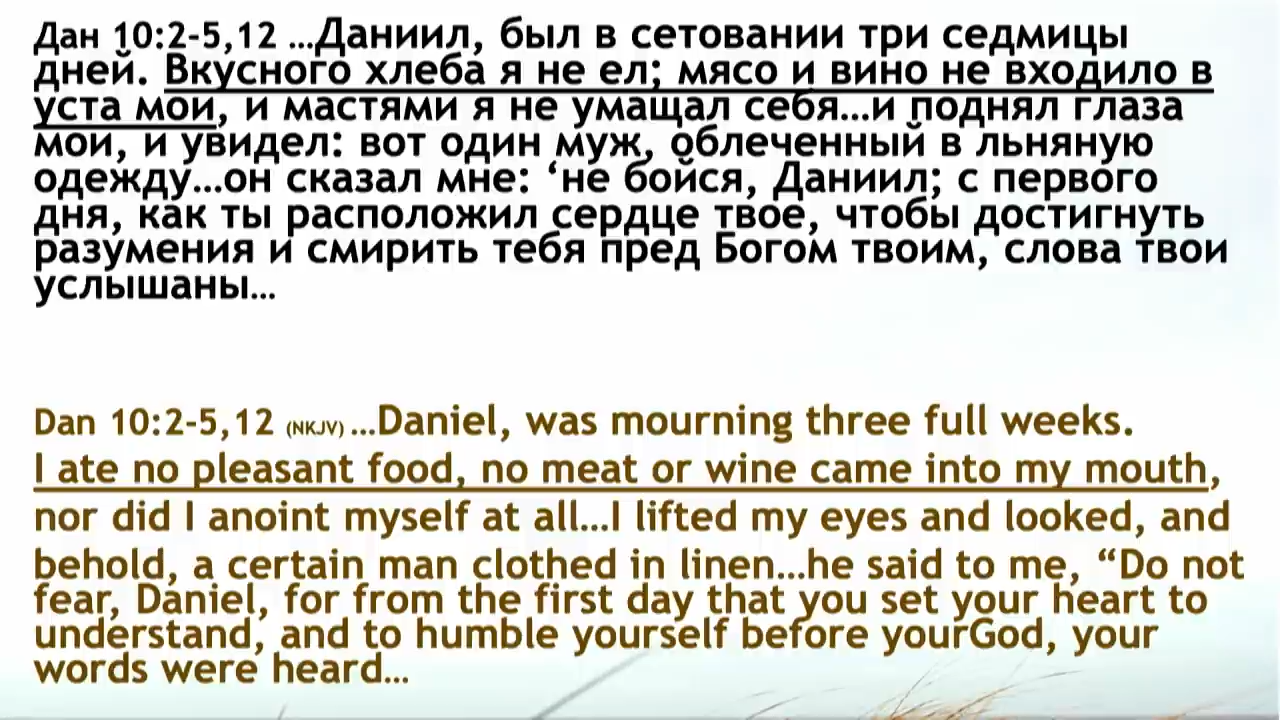 Дан 10:2-5,12 …Даниил, был в сетовании три седмицы
дней. Вкусного хлеба я не ел; мясо и вино не входило в
уста мои, и мастями я не умащал себя…и поднял глаза
мои, и увидел: вот один муж, облеченный в льняную
одежду…он сказал мне: ‘не бойся, Даниил; с первого
дня, как ты расположил сердце твое, чтобы достигнуть
разумения и смирить тебя пред Богом твоим, слова твои
услышаны…
Dan 10:2-5,12 (NKJV) …Daniel, was mourning three full weeks.
I ate no pleasant food, no meat or wine came into my mouth,
nor did I anoint myself at all…I lifted my eyes and looked, and
behold, a certain man clothed in linen…he said to me, “Do not
fear, Daniel, for from the first day that you set your heart to
understand, and to humble yourself before yourGod, your
words were heard…